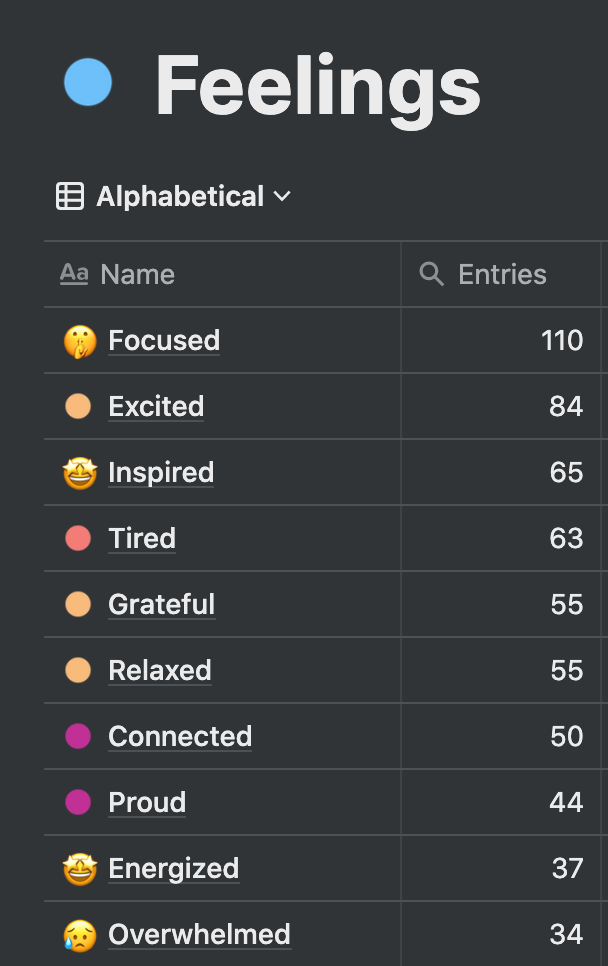 Feelings
Alphabetical
Aa Name Entries
Focused 110
Excited 84
Inspired 65
Tired 63
Grateful 55
Relaxed 55
Connected 50
Proud 44
Energized 37
Overwhelmed 34